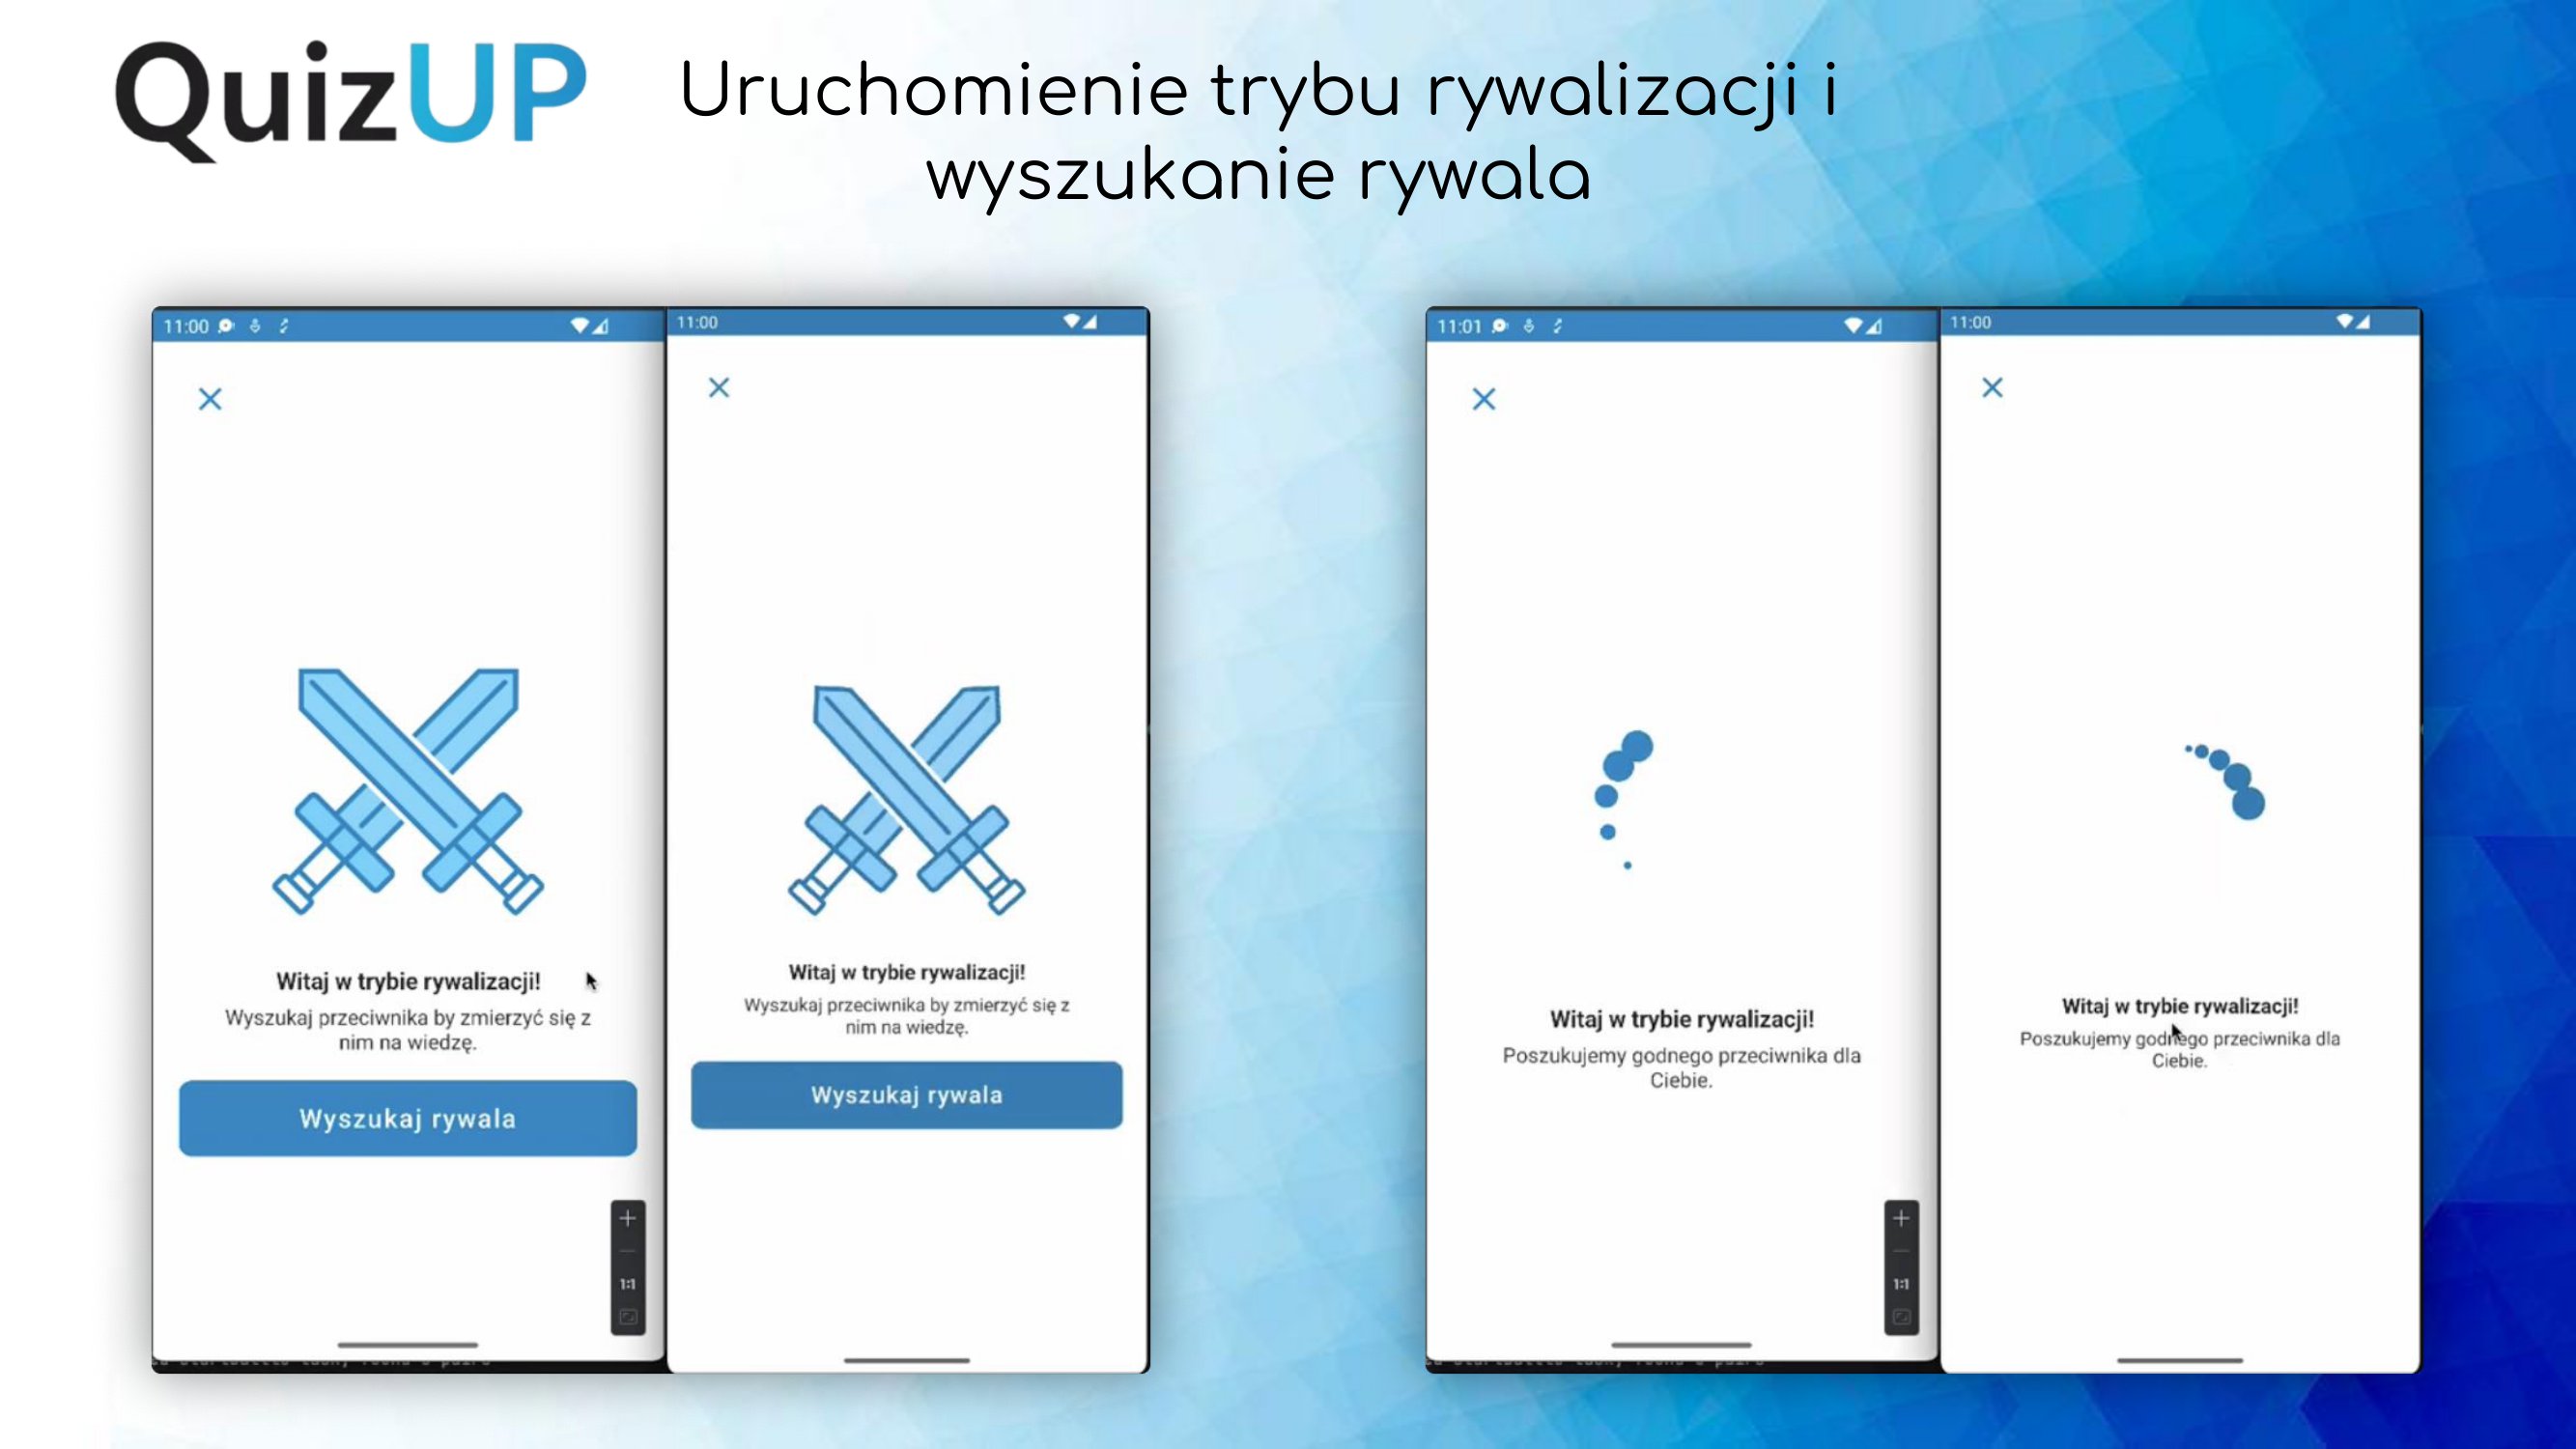 QuizUP
Uruchomienie trybu rywalizacji i
wyszukanie rywala
11:00
Witaj w trybie rywalizacji!
Wyszukaj przeciwnika by zmierzyć się z
nim na wiedzę.
Wyszukaj rywala
1:1
11:00
Witaj w trybie rywalizacji!
Wyszukaj przeciwnika by zmierzyć się z
nim na wiedzę.
Wyszukaj rywala
11:01
Witaj w trybie rywalizacji!
Poszukujemy godnego przeciwnika dla
Ciebie.
1:1
11:00
Witaj w trybie rywalizacji!
Poszukujemy godnego przeciwnika dla
Ciebie.